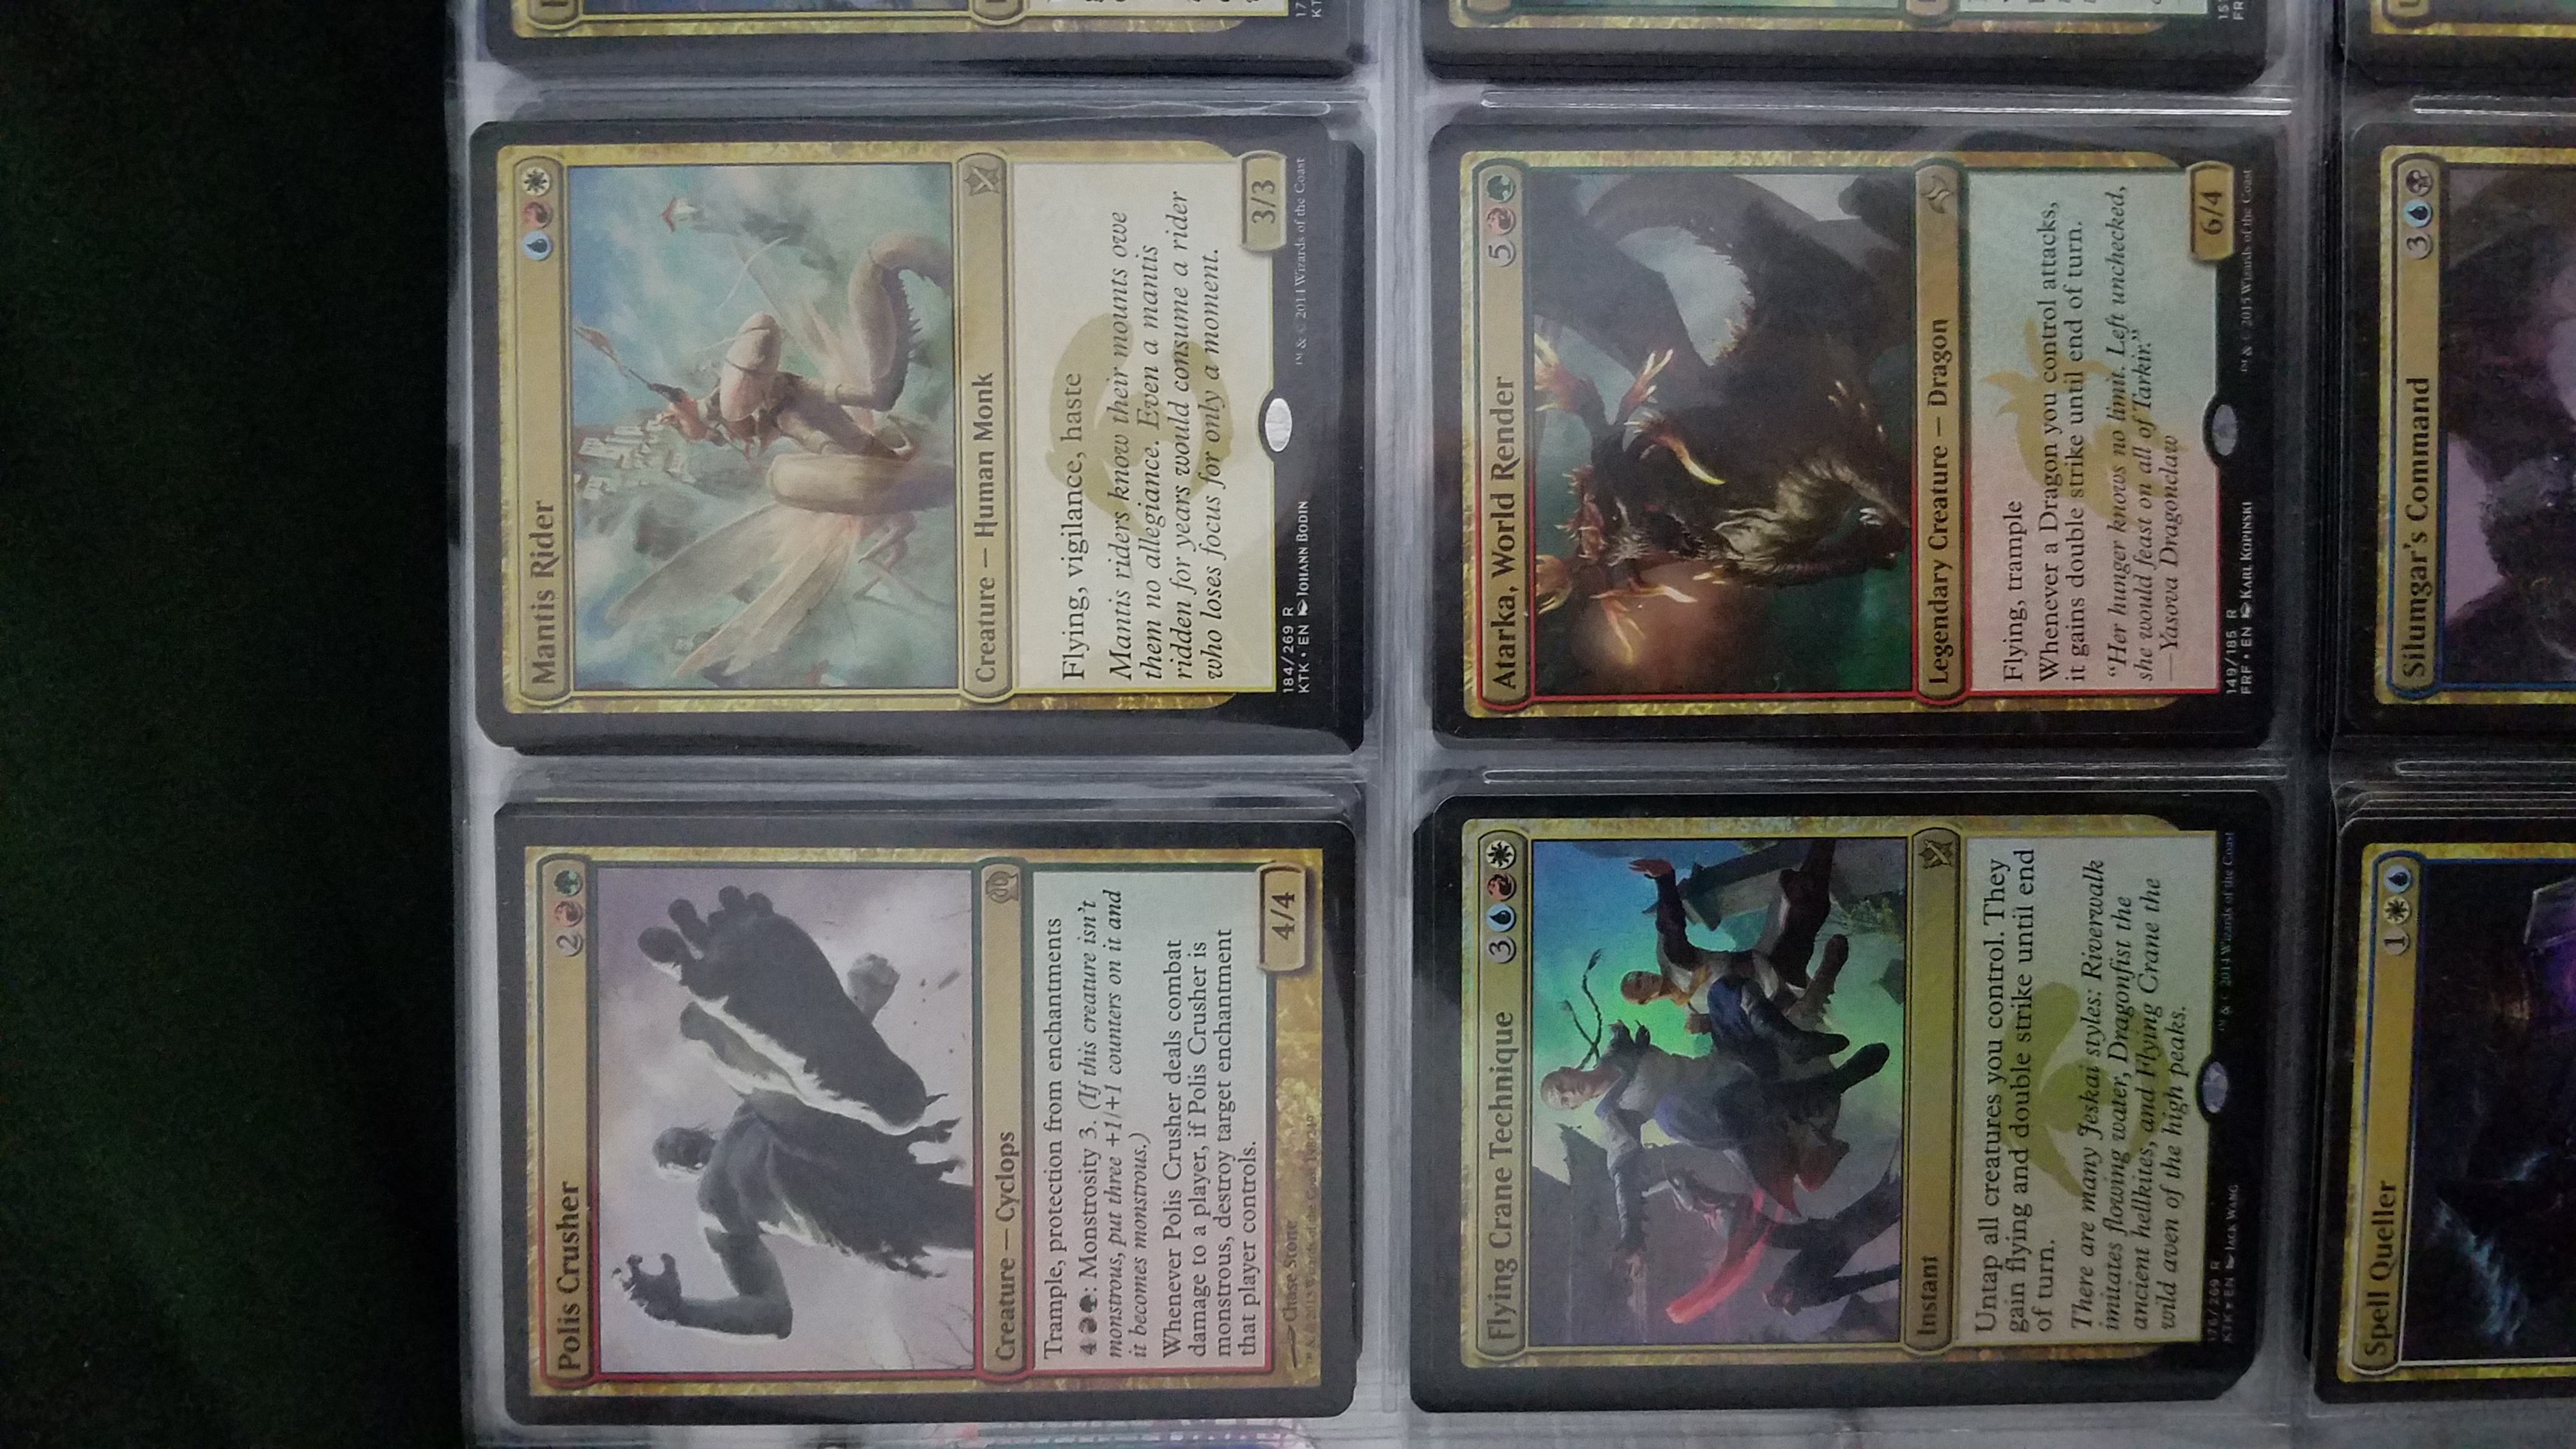 Polis Crusher
2
Creature — Cyclops
Trample, protection from enchantments
4: Monstrosity 3. (If this creature isn't
monstrous, put three +1/+1 counters on it and
it becomes monstrous.)
Whenever Polis Crusher deals combat
damage to a player, if Polis Crusher is
monstrous, destroy target enchantment
that player controls.
4/4
Chase Stone
Mantis Rider
Creature — Human Monk
Flying, vigilance, haste
Mantis riders know their mounts owe
them no allegiance. Even a mantis
ridden for years would consume a rider
who loses focus for only a moment.
3/3
184/269 R
KTK • EN Johann Bodin
™ & © 2014 Wizards of the Coast
Flying Crane Technique
3
Instant
Untap all creatures you control. They
gain flying and double strike until end
of turn.
There are many Jeskai styles: Riverwalk
imitates flowing water, Dragonfist the
ancient hellkites, and Flying Crane the
wild aven of the high peaks.
/269 R
KTK • EN Jack Wang
™ & © 2014 Wizards of the Coast
Atarka, World Render
5
Legendary Creature — Dragon
Flying, trample
Whenever a Dragon you control attacks,
it gains double strike until end of turn.
"Her hunger knows no limit. Left unchecked,
she would feast on all of Tarkir."
—Yasova Dragonclaw
6/4
149/185 R
FRF • EN Karl Kopinski
™ & © 2015 Wizards of the Coast
Spell Queller
1
Silumgar's Command
3